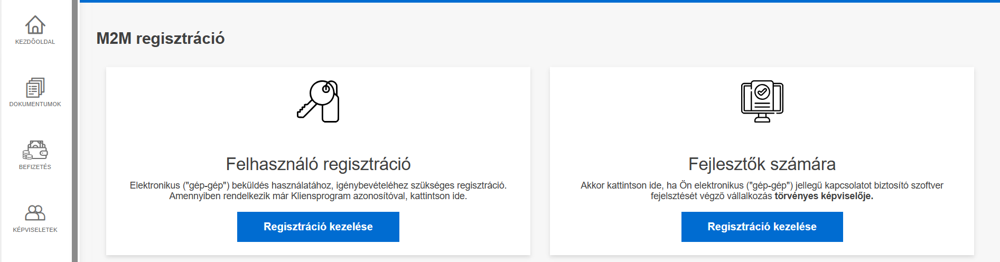 KEZDŐOLDAL
DOKUMENTUMOK
BEFIZETÉS
KÉPVISELETEK
M2M regisztráció
Felhasználó regisztráció
Elektronikus ("gép-gép") beküldés használatához, igénybevételéhez szükséges regisztráció.
Amennyiben rendelkezik már Kliensprogram azonosítóval, kattintson ide.
Regisztráció kezelése
Fejlesztők számára
Akkor kattintson ide, ha Ön elektronikus ("gép-gép") jellegű kapcsolatot biztosító szoftver
fejelsztését végző vállalkozás törvényes képviselője.
Regisztráció kezelése